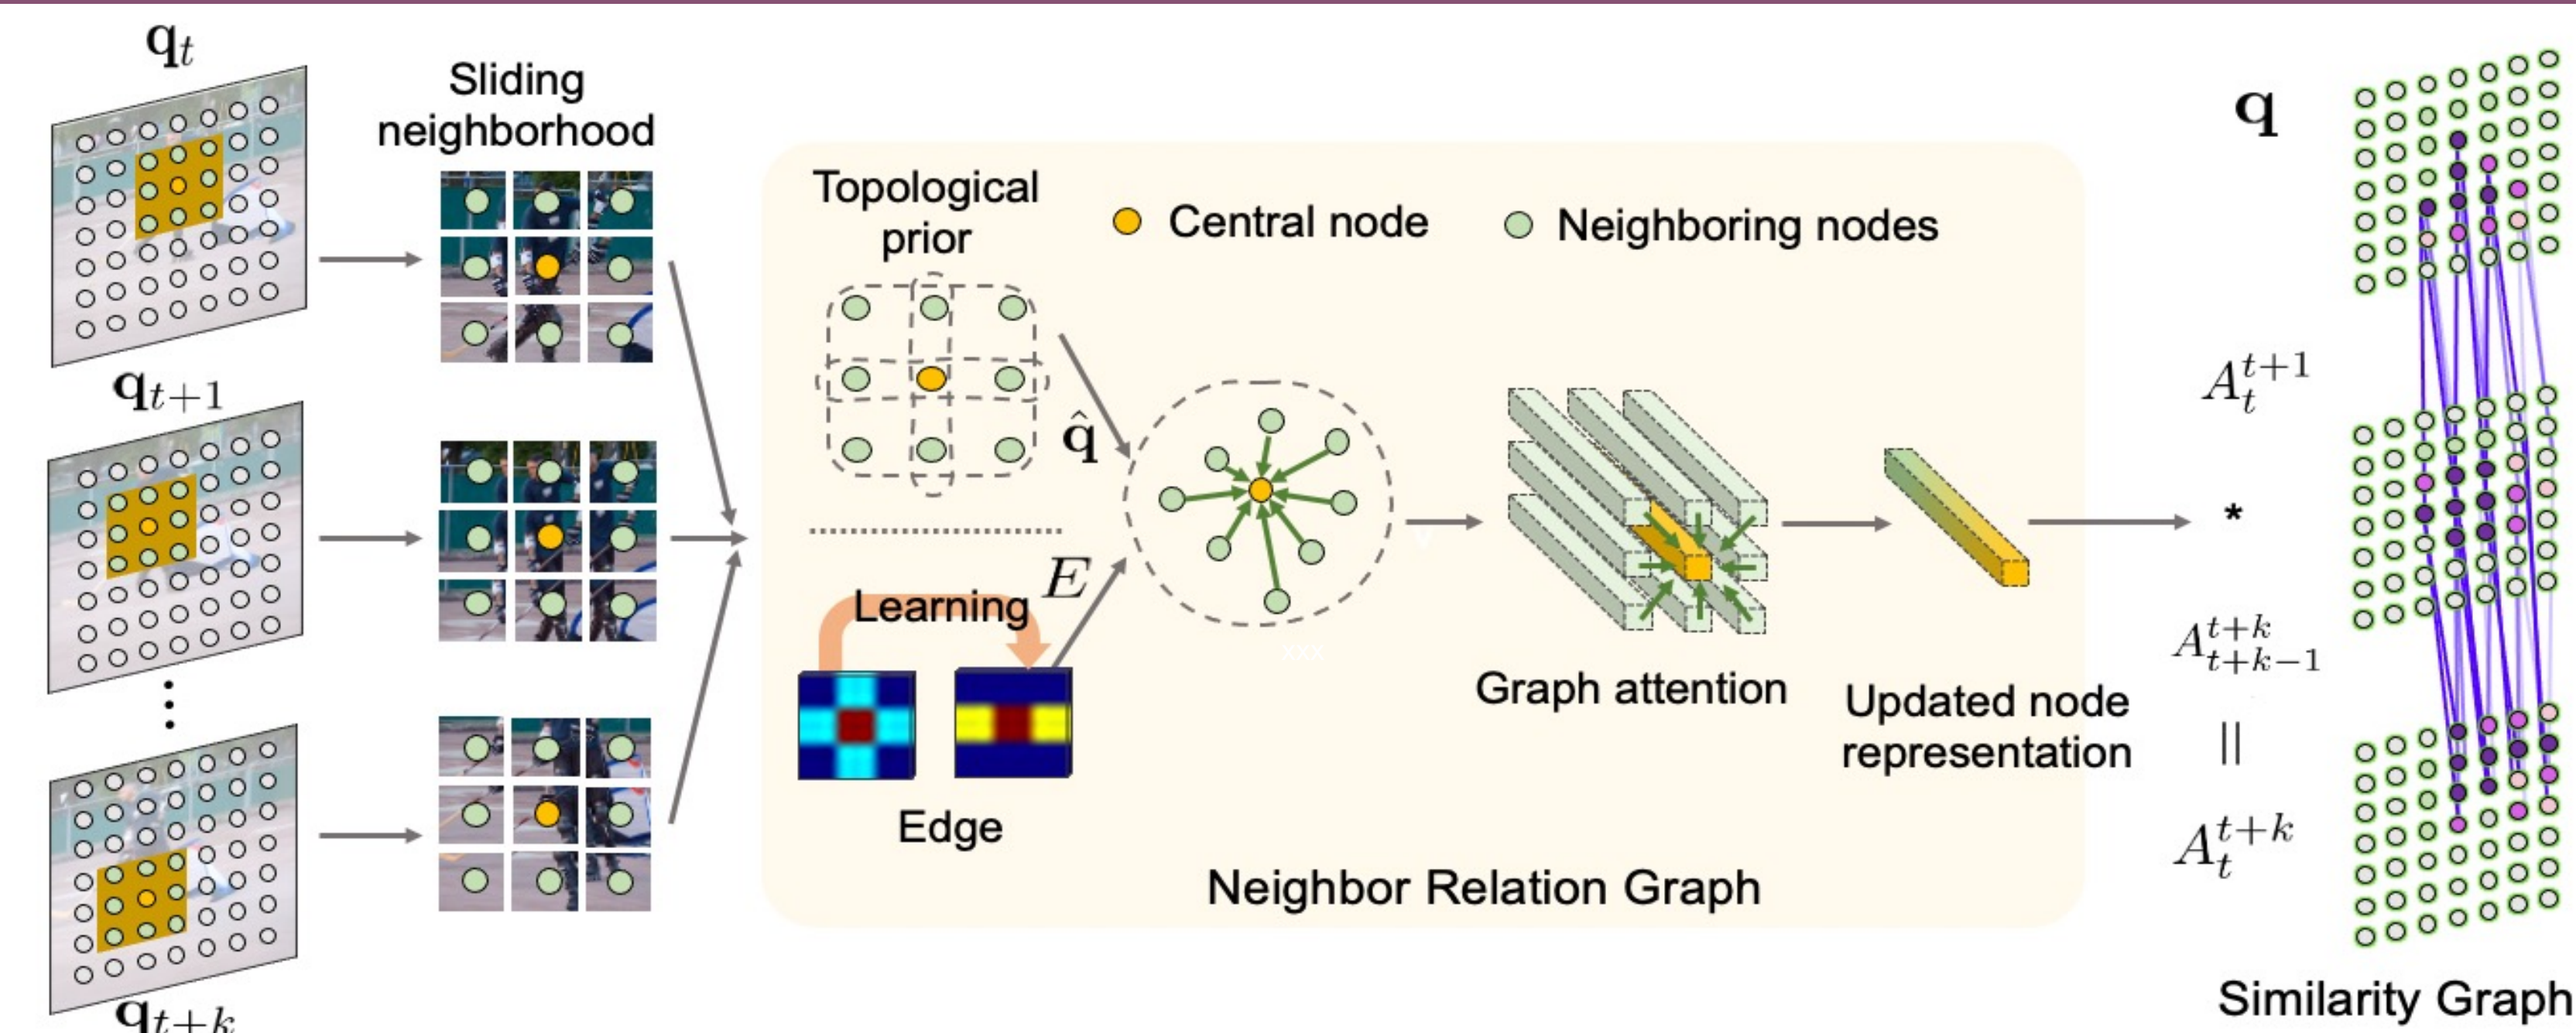 q_t
Sliding
neighborhood
q_{t+1}
⋮
q_{t+k}
Topological
prior
Central node
Neighboring nodes
q̂
E
Learning
Edge
xxx
Graph attention
Updated node
representation
Neighbor Relation Graph
q
A_t^{t+1}
*
A_{t+k-1}^{t+k}
||
A_t^{t+k}
Similarity Graph